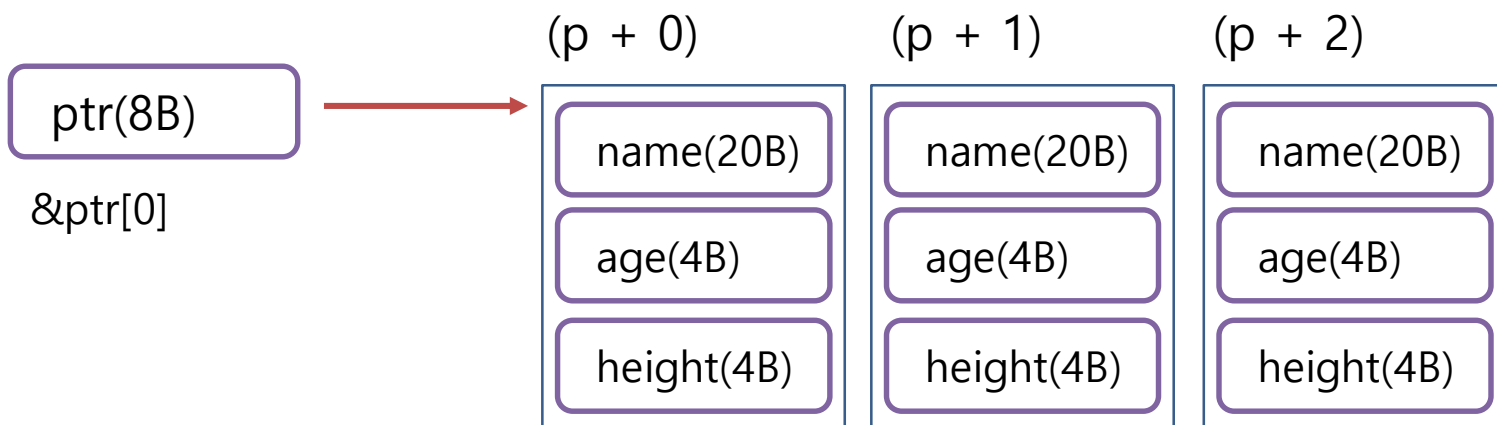 (p + 0) (p + 1) (p + 2)
ptr(8B)
&ptr[0]
name(20B) name(20B) name(20B)
age(4B) age(4B) age(4B)
height(4B) height(4B) height(4B)